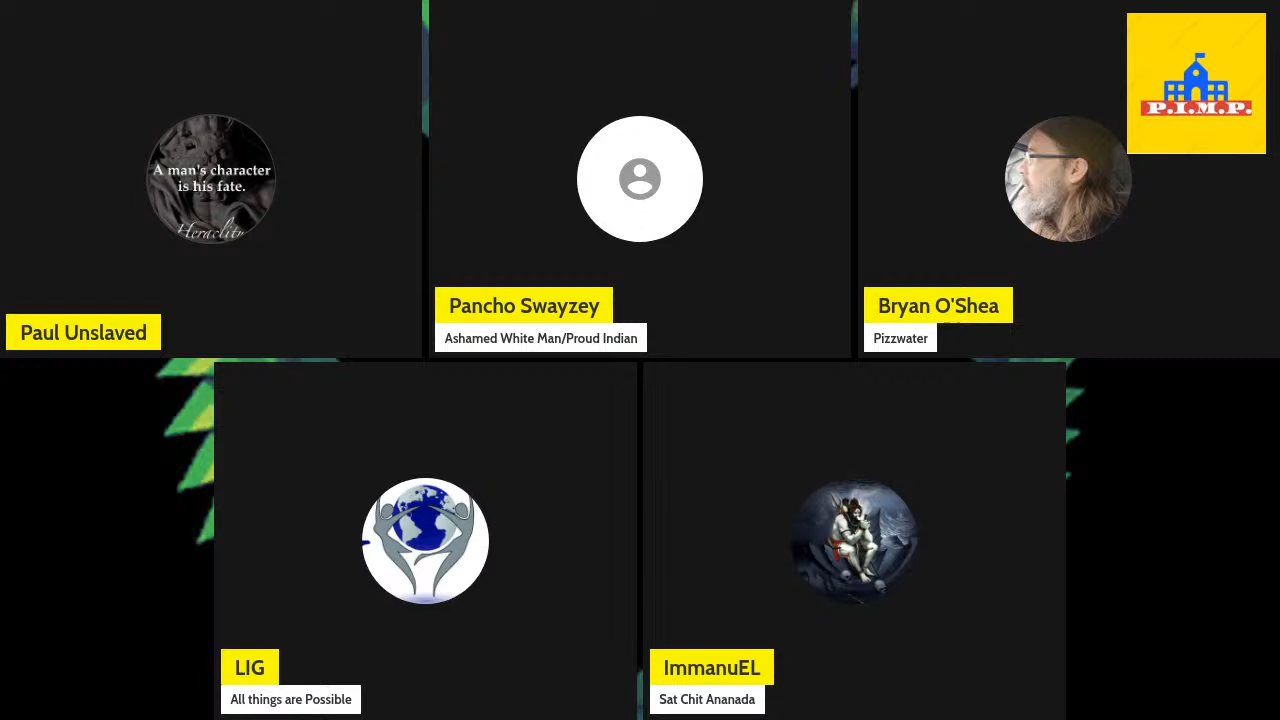 P.I.M.P.
A man's character
is his fate.
Heraclitu
Paul Unslaved
Pancho Swayzey
Ashamed White Man/Proud Indian
Bryan O'Shea
Pizzwater
LIG
All things are Possible
ImmanuEL
Sat Chit Ananada